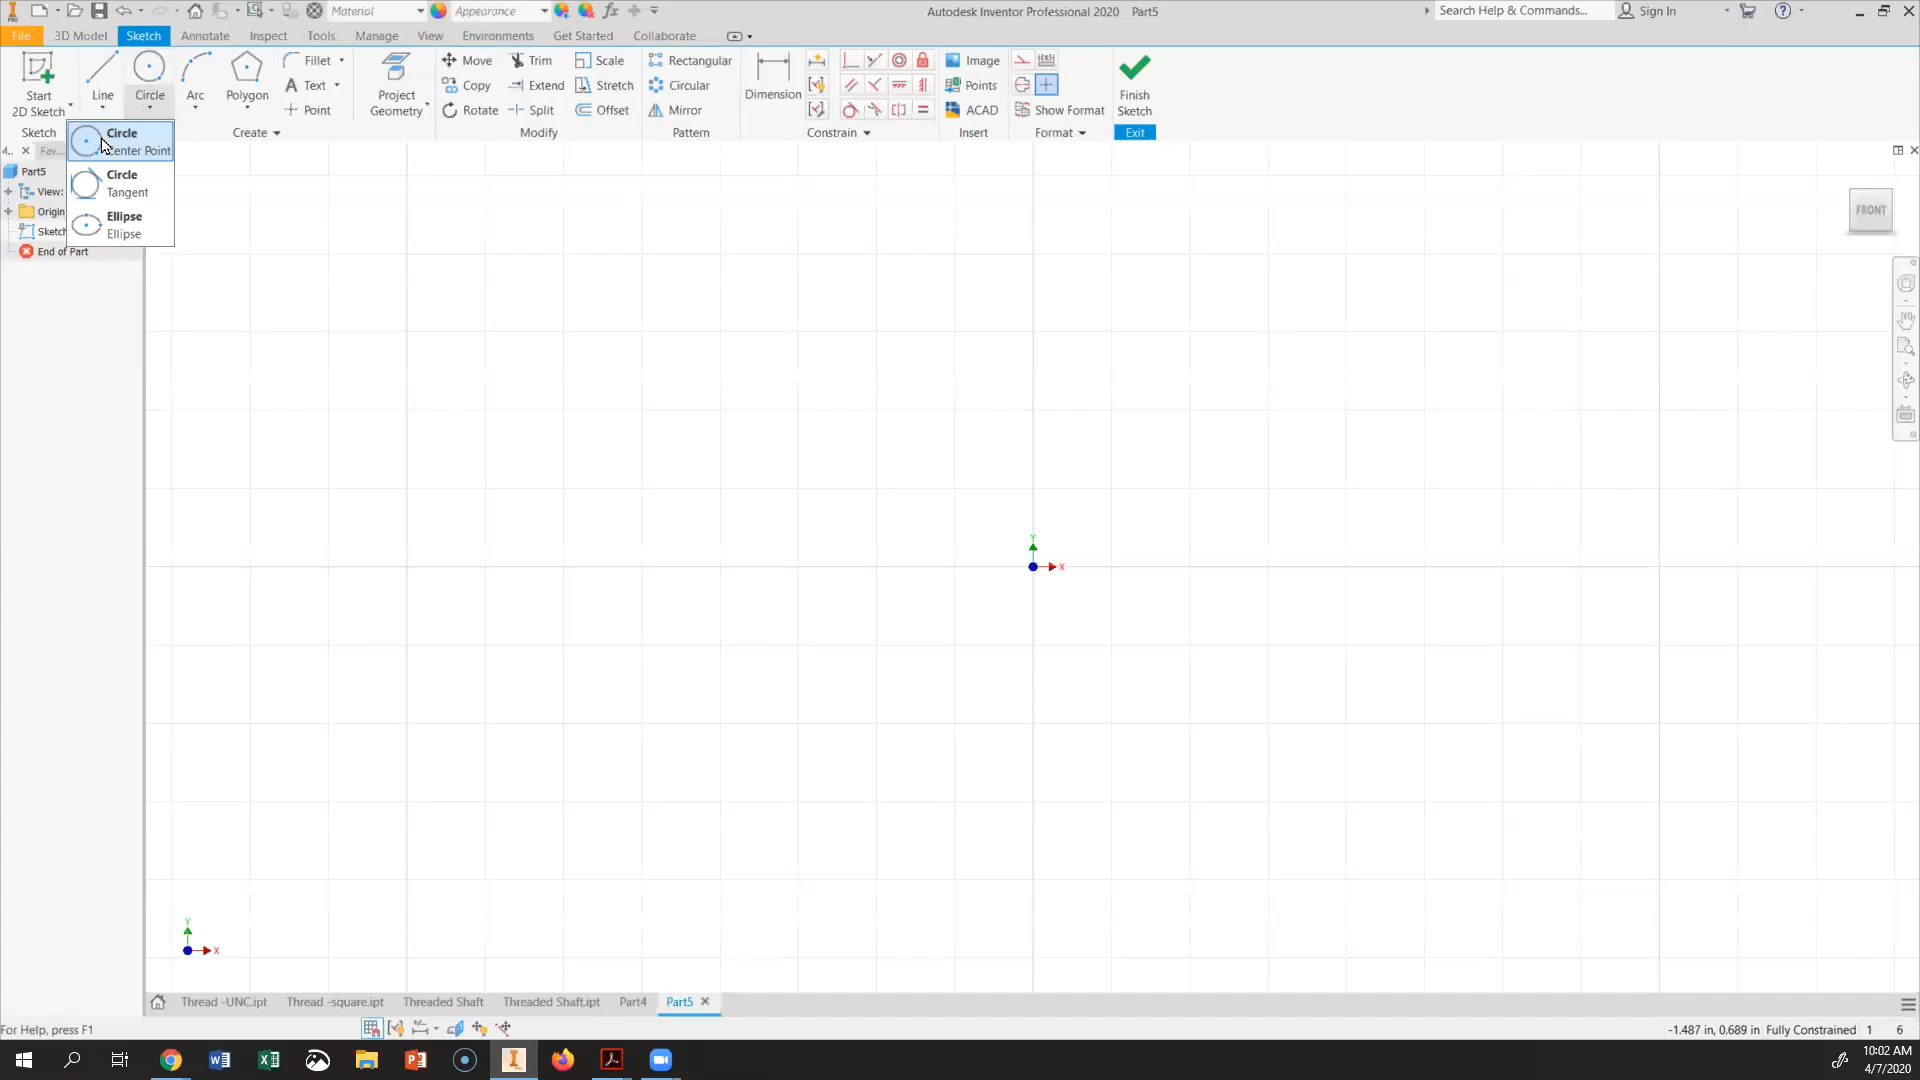 Material
Appearance
fx
Autodesk Inventor Professional 2020 Part5
Search Help & Commands...
Sign In
File
3D Model
Sketch
Annotate
Inspect
Tools
Manage
View
Environments
Get Started
Collaborate
Start
2D Sketch
Line
Circle
Arc
Polygon
Fillet
Text
Point
Project
Geometry
Move
Copy
Rotate
Trim
Extend
Split
Scale
Stretch
Offset
Rectangular
Circular
Mirror
Dimension
Image
Points
ACAD
Show Format
Finish
Sketch
Sketch
Create
Modify
Pattern
Constrain
Insert
Format
Exit
Circle
Center Point
Circle
Tangent
Ellipse
Ellipse
Fav...
Part5
View:
Origin
Sketch
End of Part
FRONT
Y
X
Y
X
Thread -UNC.ipt
Thread -square.ipt
Threaded Shaft
Threaded Shaft.ipt
Part4
Part5
For Help, press F1
-1.487 in, 0.689 in Fully Constrained 1 6
10:02 AM
4/7/2020